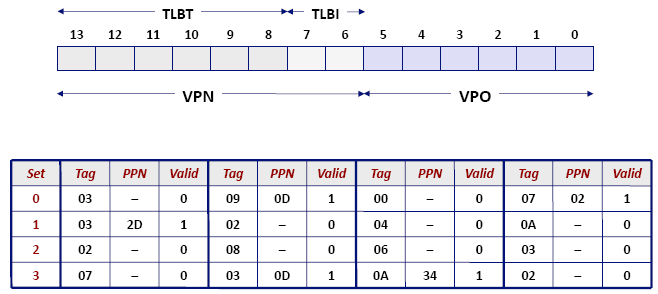 TLBT TLBI
13 12 11 10 9 8 7 6 5 4 3 2 1 0
VPN VPO
Set Tag PPN Valid Tag PPN Valid Tag PPN Valid Tag PPN Valid
0 03 – 0 09 0D 1 00 – 0 07 02 1
1 03 2D 1 02 – 0 04 – 0 0A – 0
2 02 – 0 08 – 0 06 – 0 03 – 0
3 07 – 0 03 0D 1 0A 34 1 02 – 0